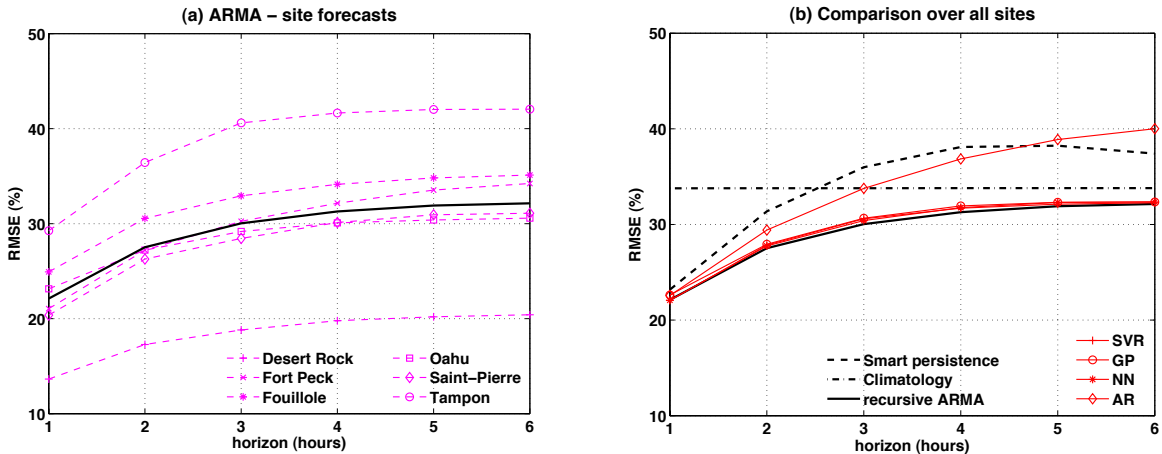 (a) ARMA – site forecasts
50
40
30
20
10
RMSE (%)
1 2 3 4 5 6
horizon (hours)
Desert Rock
Fort Peck
Fouillole
Oahu
Saint–Pierre
Tampon
(b) Comparison over all sites
50
40
30
20
10
RMSE (%)
1 2 3 4 5 6
horizon (hours)
Smart persistence
Climatology
recursive ARMA
SVR
GP
NN
AR